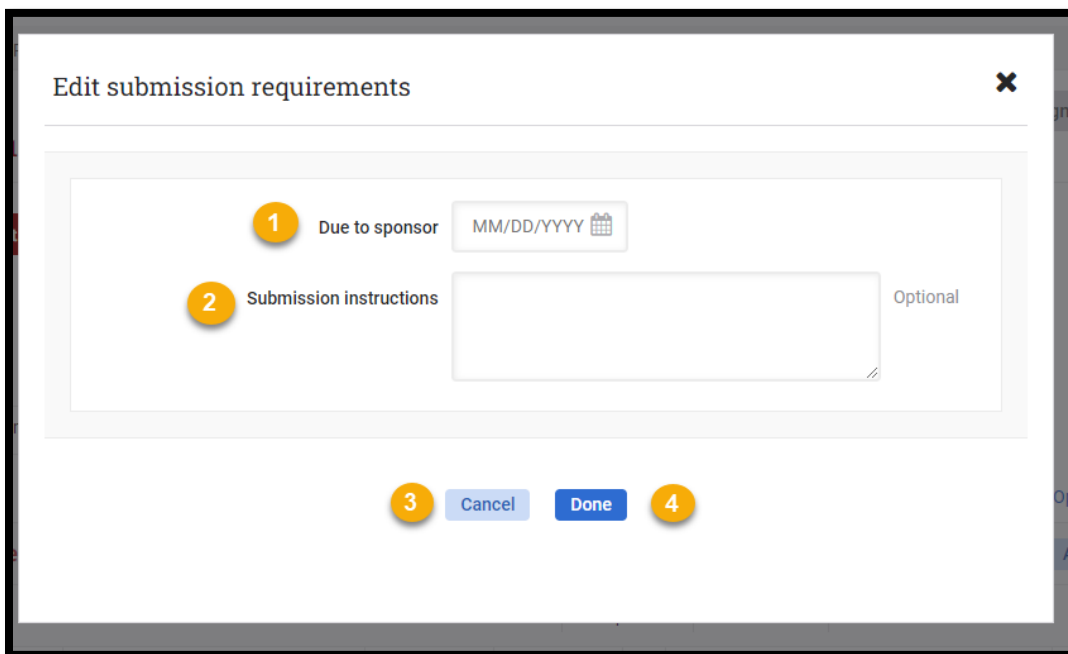 Edit submission requirements
1 Due to sponsor MM/DD/YYYY
2 Submission instructions Optional
3 Cancel Done 4